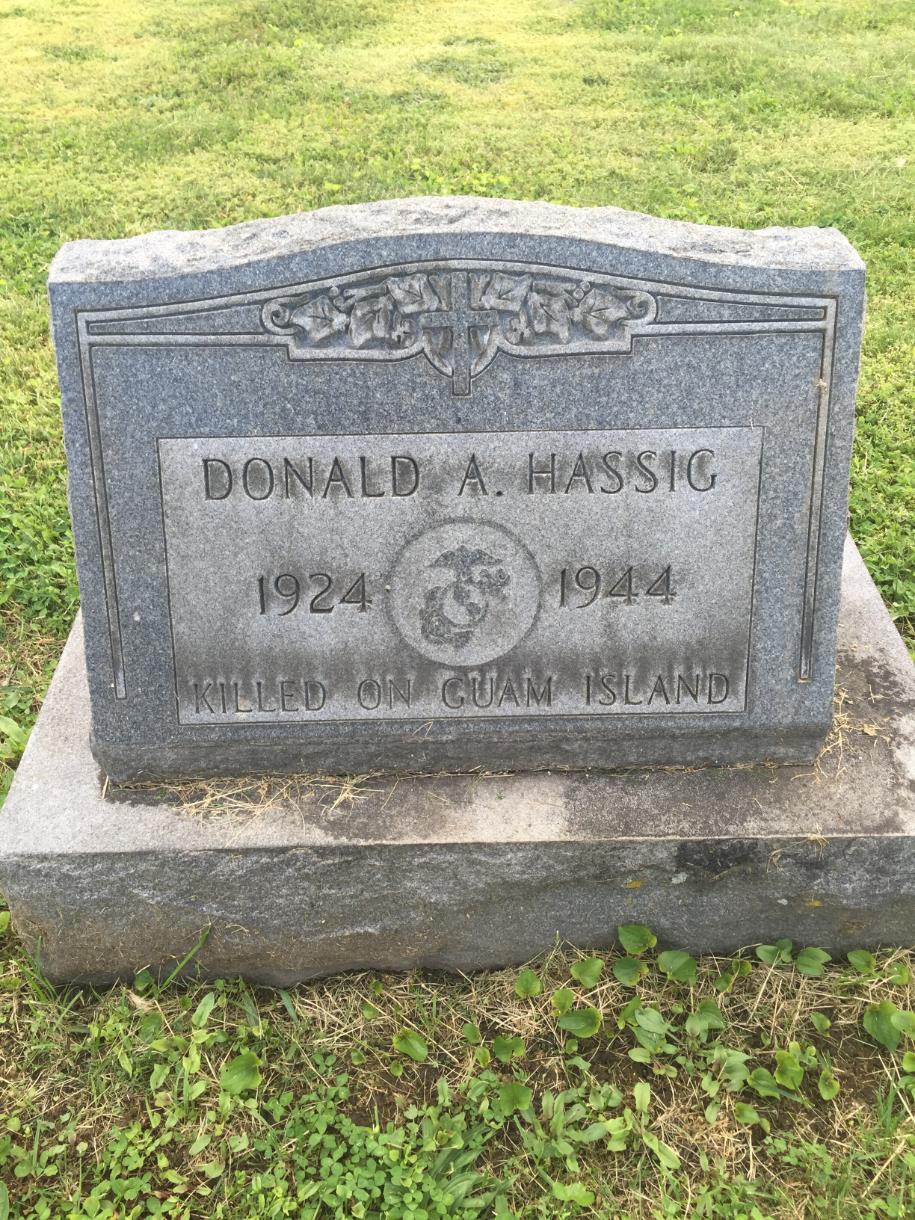 DONALD A. HASSIG
1924 1944
KILLED ON GUAM ISLAND